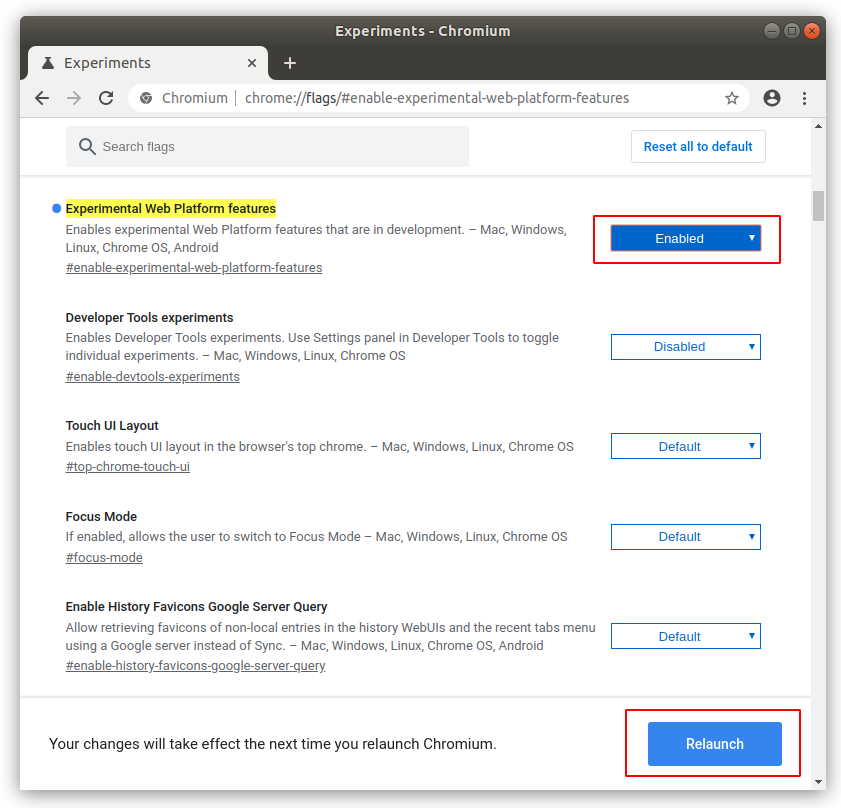 Experiments - Chromium
Experiments
Chromium | chrome://flags/#enable-experimental-web-platform-features
Search flags
Reset all to default
Experimental Web Platform features
Enables experimental Web Platform features that are in development. – Mac, Windows,
Linux, Chrome OS, Android
#enable-experimental-web-platform-features
Enabled
Developer Tools experiments
Enables Developer Tools experiments. Use Settings panel in Developer Tools to toggle
individual experiments. – Mac, Windows, Linux, Chrome OS
#enable-devtools-experiments
Disabled
Touch UI Layout
Enables touch UI layout in the browser's top chrome. – Mac, Windows, Linux, Chrome OS
#top-chrome-touch-ui
Default
Focus Mode
If enabled, allows the user to switch to Focus Mode – Mac, Windows, Linux, Chrome OS
#focus-mode
Default
Enable History Favicons Google Server Query
Allow retrieving favicons of non-local entries in the history WebUIs and the recent tabs menu
using a Google server instead of Sync. – Mac, Windows, Linux, Chrome OS, Android
#enable-history-favicons-google-server-query
Default
Your changes will take effect the next time you relaunch Chromium.
Relaunch